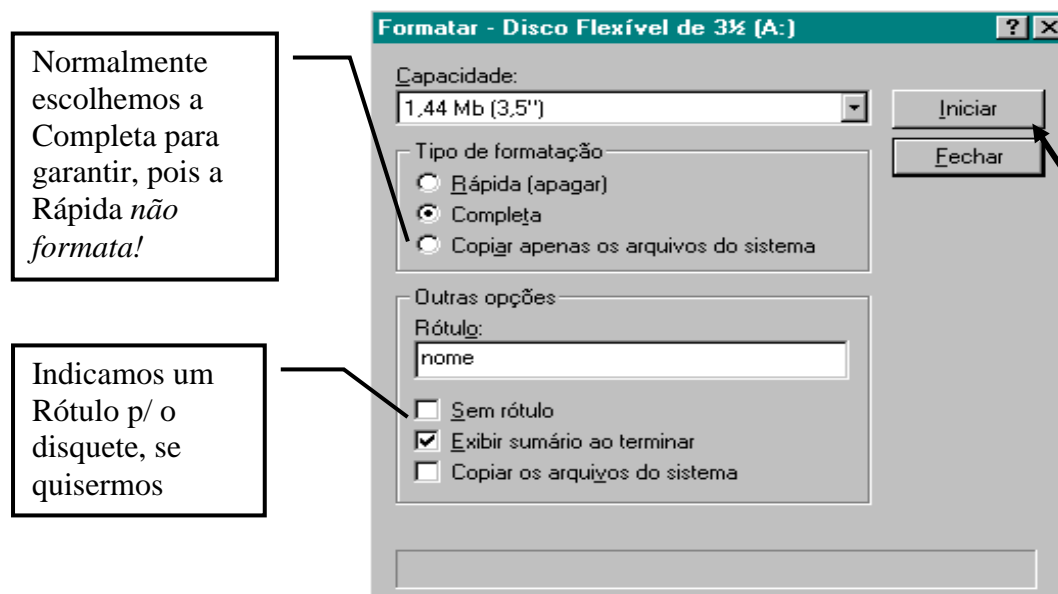 Normalmente
escolhemos a
Completa para
garantir, pois a
Rápida não
formata!
Indicamos um
Rótulo p/ o
disquete, se
quisermos
Formatar - Disco Flexível de 3½ (A:)
Capacidade:
1,44 Mb (3,5'')
Iniciar
Fechar
Tipo de formatação
Rápida (apagar)
Completa
Copiar apenas os arquivos do sistema
Outras opções
Rótulo:
nome
Sem rótulo
Exibir sumário ao terminar
Copiar os arquivos do sistema